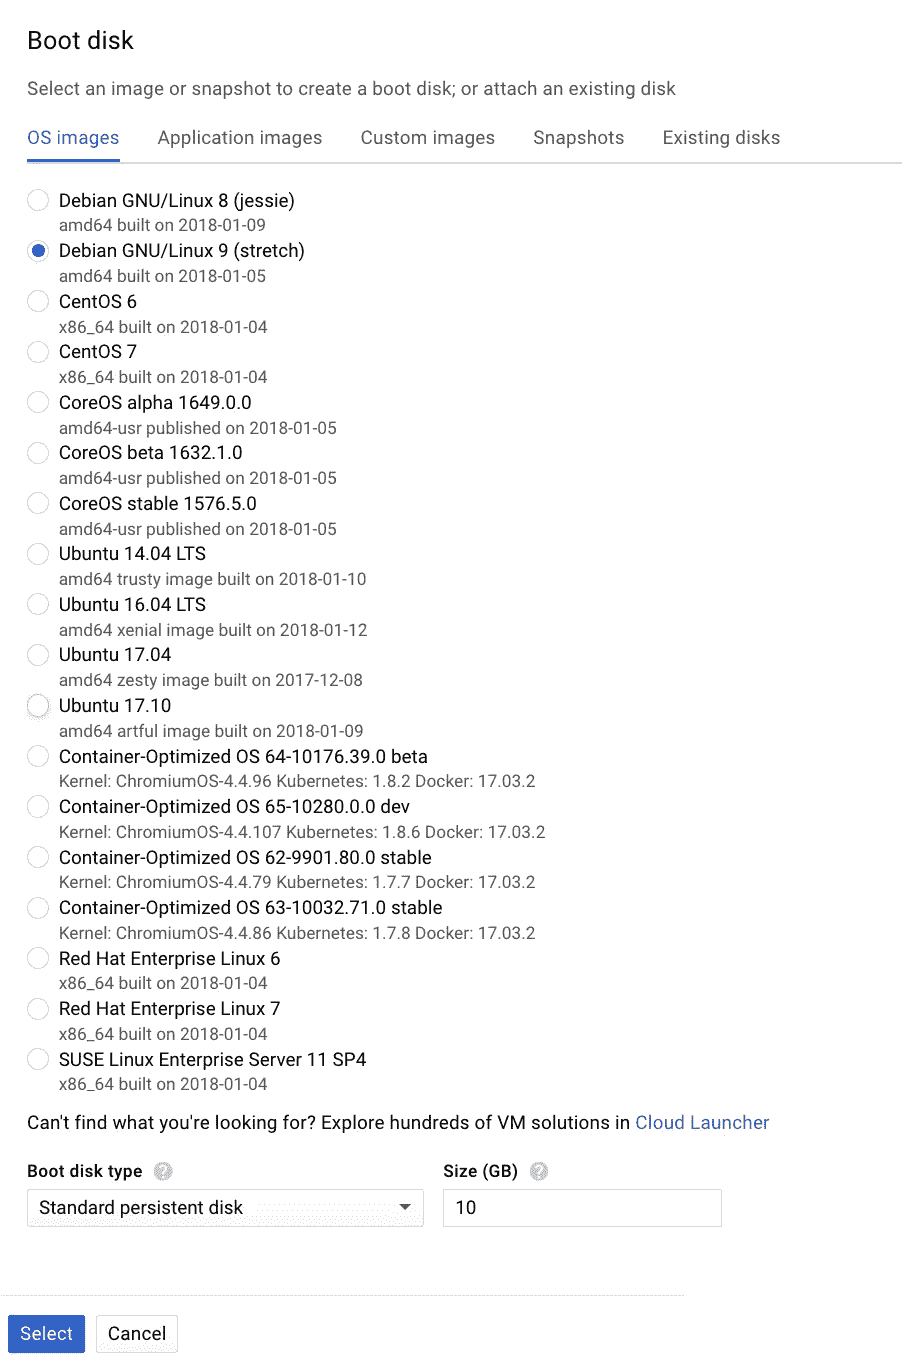 Boot disk
Select an image or snapshot to create a boot disk; or attach an existing disk
OS images Application images Custom images Snapshots Existing disks
Debian GNU/Linux 8 (jessie)
amd64 built on 2018-01-09
Debian GNU/Linux 9 (stretch)
amd64 built on 2018-01-05
CentOS 6
x86_64 built on 2018-01-04
CentOS 7
x86_64 built on 2018-01-04
CoreOS alpha 1649.0.0
amd64-usr published on 2018-01-05
CoreOS beta 1632.1.0
amd64-usr published on 2018-01-05
CoreOS stable 1576.5.0
amd64-usr published on 2018-01-05
Ubuntu 14.04 LTS
amd64 trusty image built on 2018-01-10
Ubuntu 16.04 LTS
amd64 xenial image built on 2018-01-12
Ubuntu 17.04
amd64 zesty image built on 2017-12-08
Ubuntu 17.10
amd64 artful image built on 2018-01-09
Container-Optimized OS 64-10176.39.0 beta
Kernel: ChromiumOS-4.4.96 Kubernetes: 1.8.2 Docker: 17.03.2
Container-Optimized OS 65-10280.0.0 dev
Kernel: ChromiumOS-4.4.107 Kubernetes: 1.8.6 Docker: 17.03.2
Container-Optimized OS 62-9901.80.0 stable
Kernel: ChromiumOS-4.4.79 Kubernetes: 1.7.7 Docker: 17.03.2
Container-Optimized OS 63-10032.71.0 stable
Kernel: ChromiumOS-4.4.86 Kubernetes: 1.7.8 Docker: 17.03.2
Red Hat Enterprise Linux 6
x86_64 built on 2018-01-04
Red Hat Enterprise Linux 7
x86_64 built on 2018-01-04
SUSE Linux Enterprise Server 11 SP4
x86_64 built on 2018-01-04
Can't find what you're looking for? Explore hundreds of VM solutions in Cloud Launcher
Boot disk type ? Size (GB) ?
Standard persistent disk 10
Select Cancel